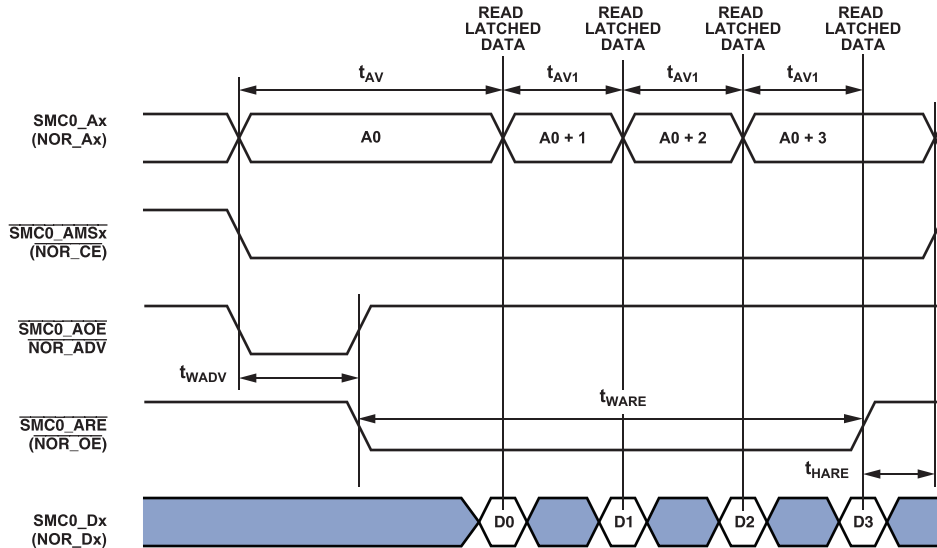 READ LATCHED DATA
READ LATCHED DATA
READ LATCHED DATA
READ LATCHED DATA
tAV
tAV1
tAV1
tAV1
SMC0_Ax
(NOR_Ax)
A0
A0 + 1
A0 + 2
A0 + 3
SMC0_AMSx
(NOR_CE)
SMC0_AOE
NOR_ADV
tWADV
tWARE
SMC0_ARE
(NOR_OE)
tHARE
SMC0_Dx
(NOR_Dx)
D0
D1
D2
D3